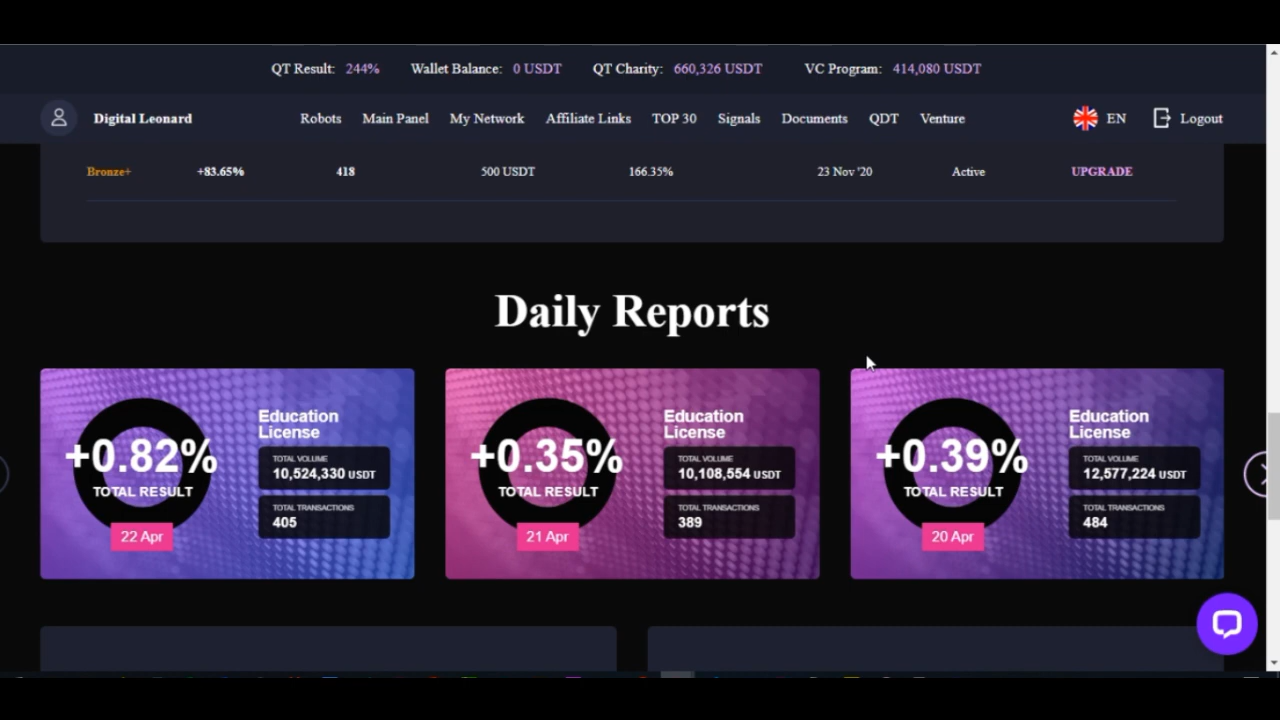 QT Result: 244% Wallet Balance: 0 USDT QT Charity: 660,326 USDT VC Program: 414,080 USDT
Digital Leonard Robots Main Panel My Network Affiliate Links TOP 30 Signals Documents QDT Venture EN Logout
Bronze+ +83.65% 418 500 USDT 166.35% 23 Nov '20 Active UPGRADE
Daily Reports
+0.82%
TOTAL RESULT
22 Apr
Education
License
TOTAL VOLUME
10,524,330 USDT
TOTAL TRANSACTIONS
405
+0.35%
TOTAL RESULT
21 Apr
Education
License
TOTAL VOLUME
10,108,554 USDT
TOTAL TRANSACTIONS
389
+0.39%
TOTAL RESULT
20 Apr
Education
License
TOTAL VOLUME
12,577,224 USDT
TOTAL TRANSACTIONS
484